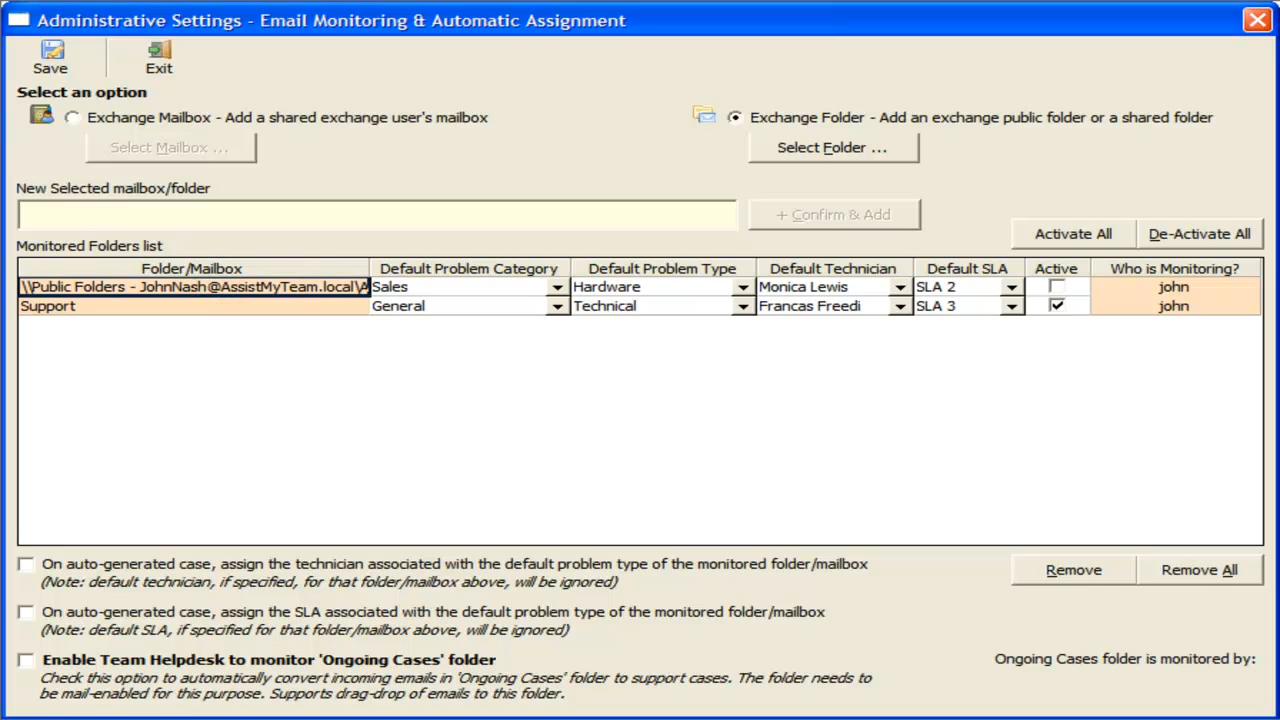 Administrative Settings - Email Monitoring & Automatic Assignment
Save
Exit
Select an option
Exchange Mailbox - Add a shared exchange user's mailbox
Exchange Folder - Add an exchange public folder or a shared folder
Select Mailbox ...
Select Folder ...
New Selected mailbox/folder
+ Confirm & Add
Activate All
De-Activate All
Monitored Folders list
Folder/Mailbox Default Problem Category Default Problem Type Default Technician Default SLA Active Who is Monitoring?
\\Public Folders - JohnNash@AssistMyTeam.local\A Sales Hardware Monica Lewis SLA 2 john
Support General Technical Francas Freedi SLA 3 john
On auto-generated case, assign the technician associated with the default problem type of the monitored folder/mailbox
(Note: default technician, if specified, for that folder/mailbox above, will be ignored)
Remove
Remove All
On auto-generated case, assign the SLA associated with the default problem type of the monitored folder/mailbox
(Note: default SLA, if specified for that folder/mailbox above, will be ignored)
Enable Team Helpdesk to monitor 'Ongoing Cases' folder
Ongoing Cases folder is monitored by:
Check this option to automatically convert incoming emails in 'Ongoing Cases' folder to support cases. The folder needs to
be mail-enabled for this purpose. Supports drag-drop of emails to this folder.